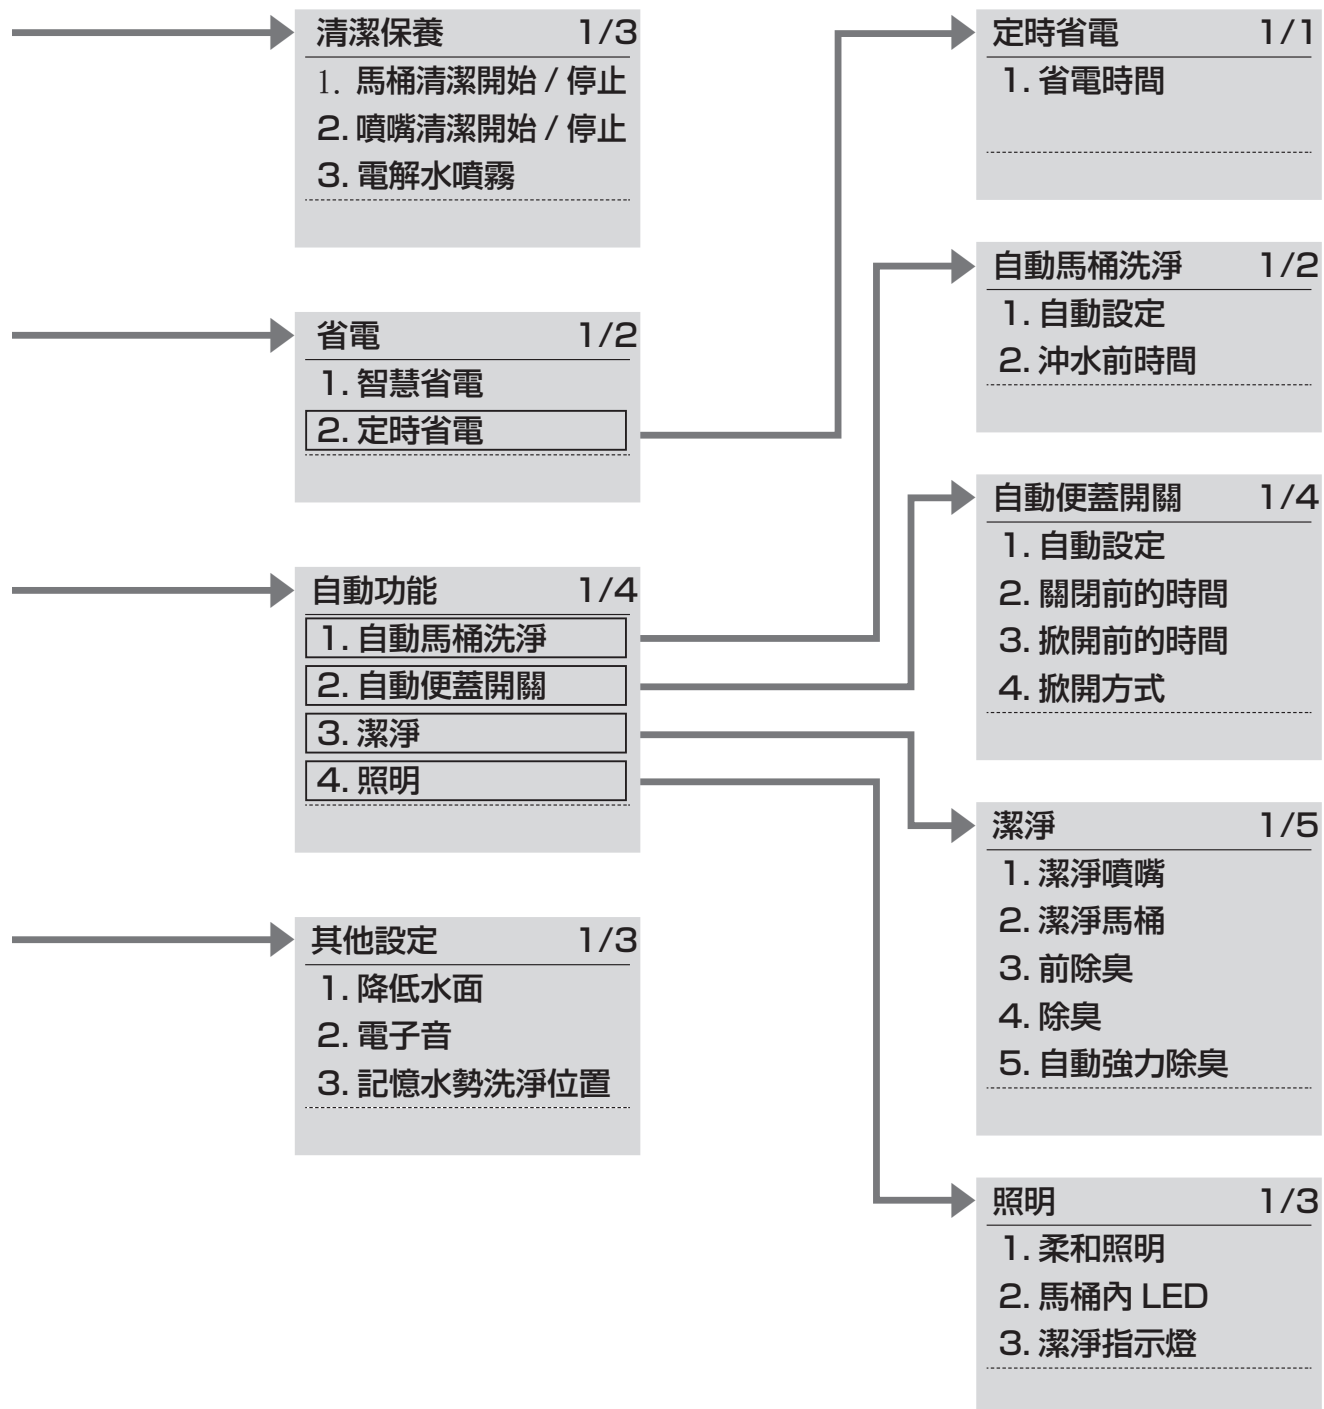 清潔保養 1/3
1. 馬桶清潔開始 / 停止
2. 噴嘴清潔開始 / 停止
3. 電解水噴霧
省電 1/2
1. 智慧省電
2. 定時省電
自動功能 1/4
1. 自動馬桶洗淨
2. 自動便蓋開關
3. 潔淨
4. 照明
其他設定 1/3
1. 降低水面
2. 電子音
3. 記憶水勢洗淨位置
定時省電 1/1
1. 省電時間
自動馬桶洗淨 1/2
1. 自動設定
2. 沖水前時間
自動便蓋開關 1/4
1. 自動設定
2. 關閉前的時間
3. 掀開前的時間
4. 掀開方式
潔淨 1/5
1. 潔淨噴嘴
2. 潔淨馬桶
3. 前除臭
4. 除臭
5. 自動強力除臭
照明 1/3
1. 柔和照明
2. 馬桶內 LED
3. 潔淨指示燈